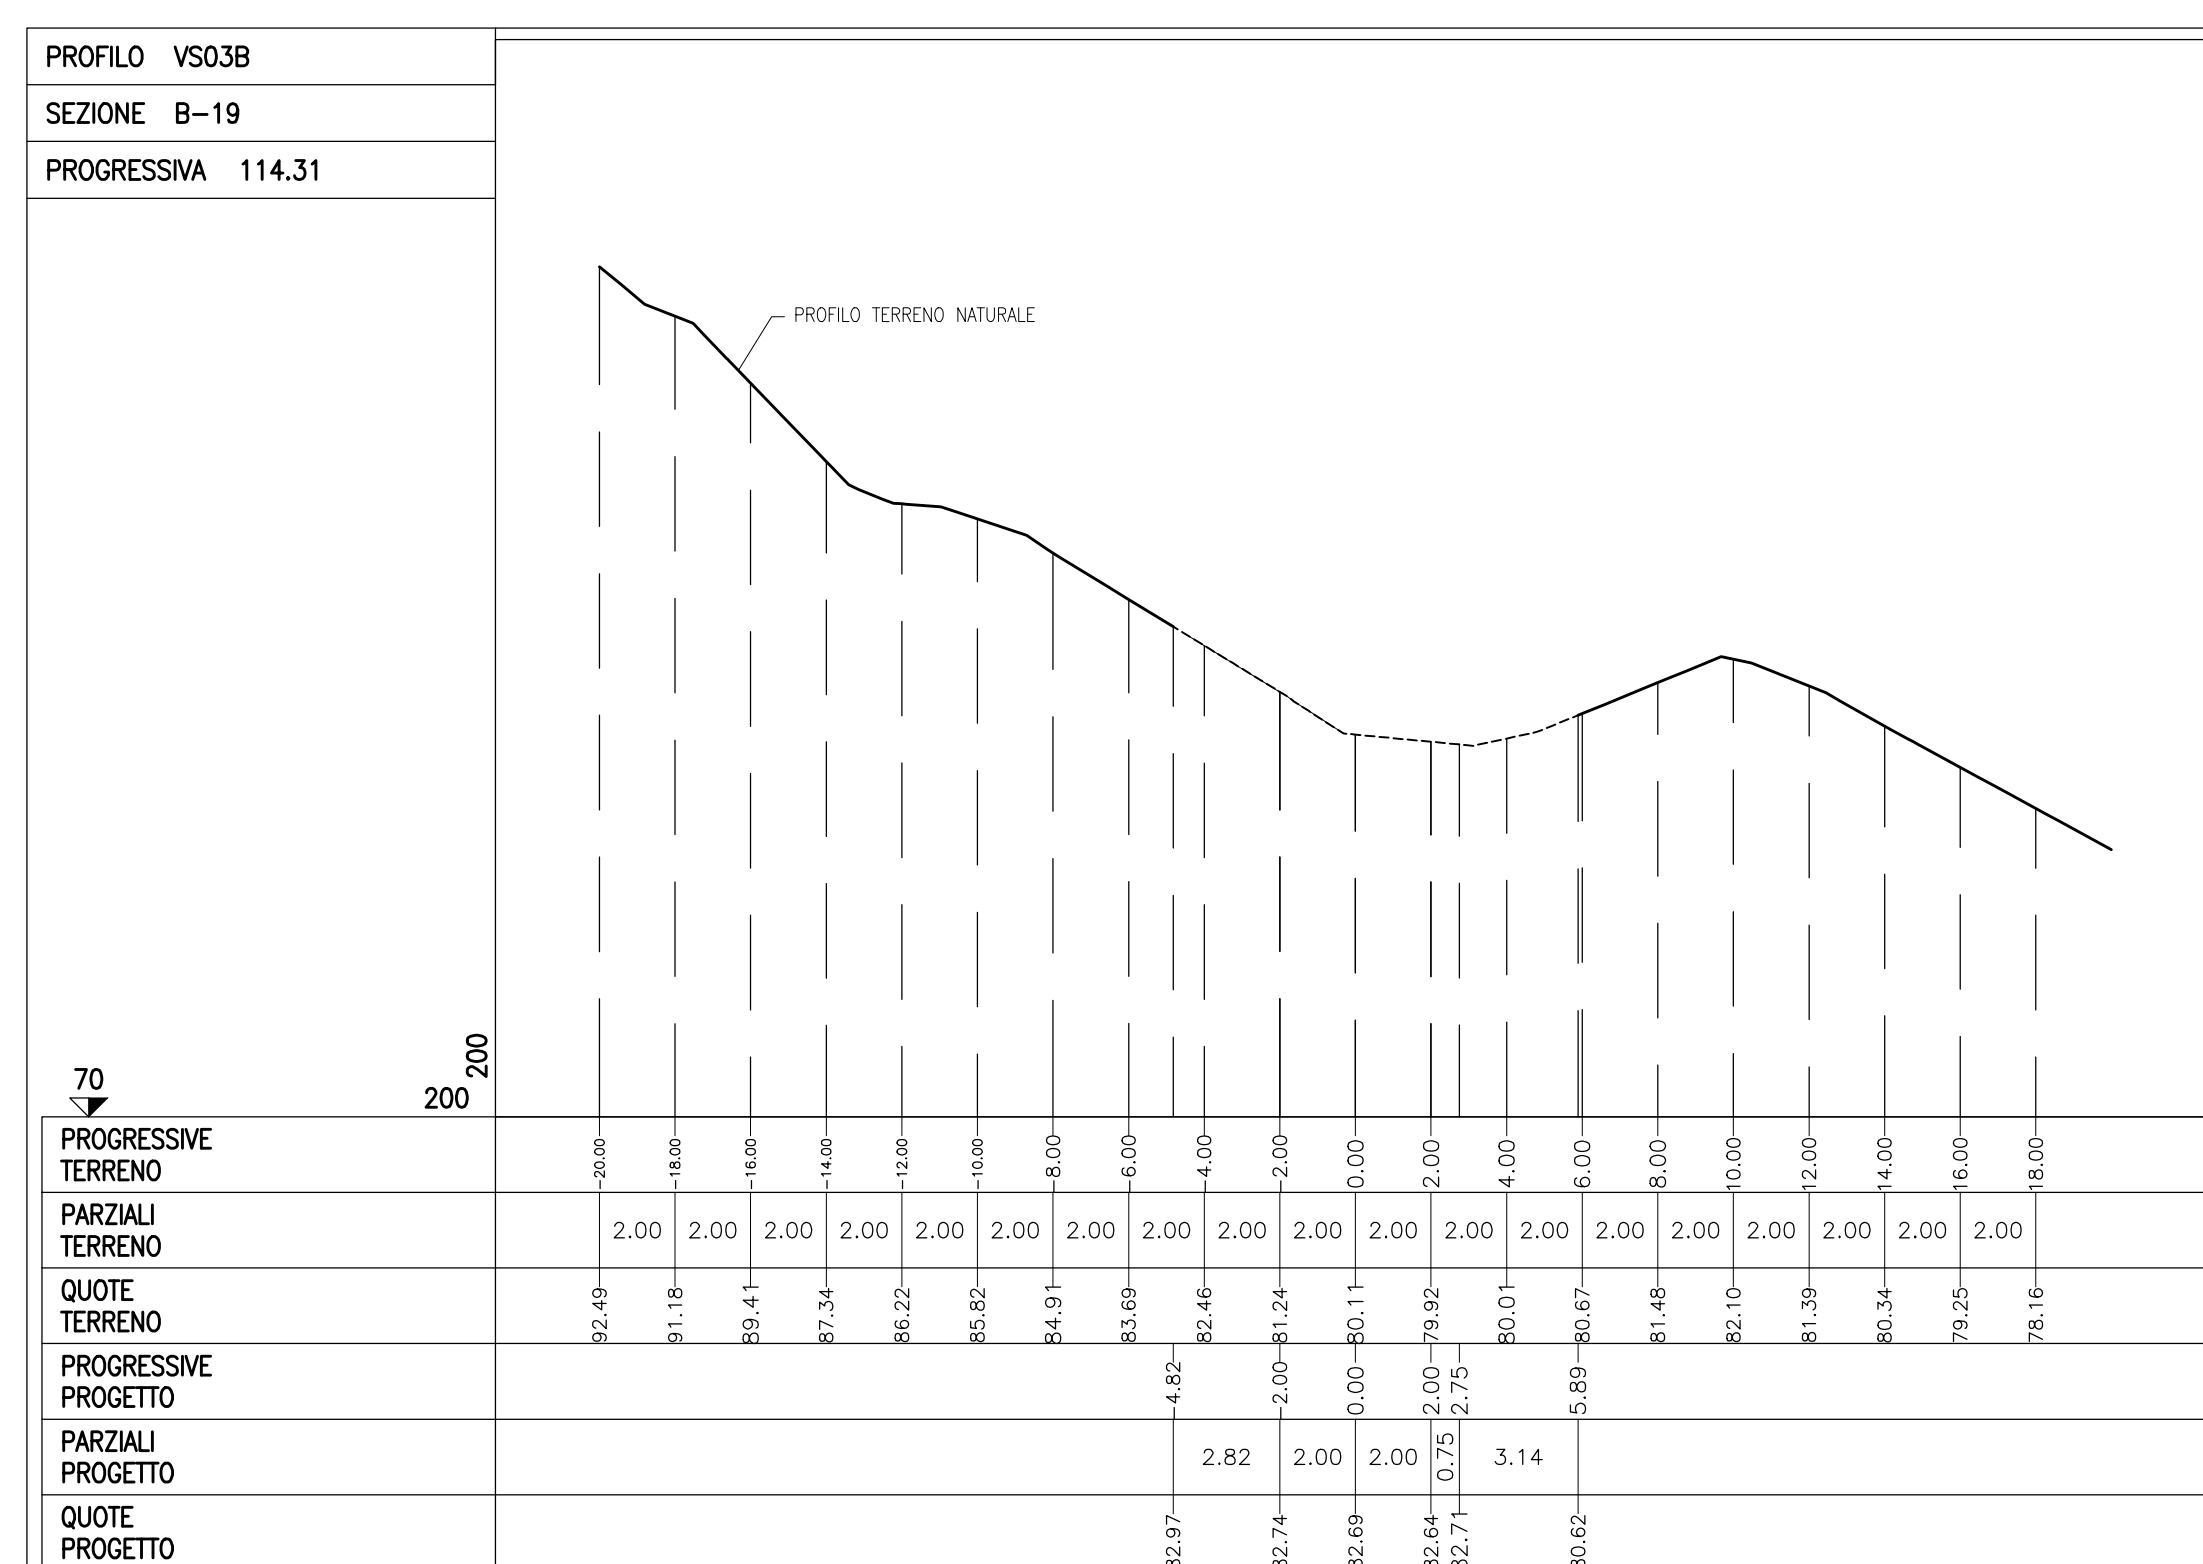 PROFILO VS03B
SEZIONE B-19
PROGRESSIVA 114.31
PROFILO TERRENO NATURALE
70
200
200
PROGRESSIVE
TERRENO
-20.00 -18.00 -16.00 -14.00 -12.00 -10.00 -8.00 -6.00 -4.00 -2.00 0.00 2.00 4.00 6.00 8.00 10.00 12.00 14.00 16.00 18.00
PARZIALI
TERRENO
2.00 2.00 2.00 2.00 2.00 2.00 2.00 2.00 2.00 2.00 2.00 2.00 2.00 2.00 2.00 2.00 2.00 2.00 2.00
QUOTE
TERRENO
92.49 91.18 89.41 87.34 86.22 85.82 84.91 83.69 82.46 81.24 80.11 79.92 80.01 80.67 81.48 82.10 81.39 80.34 79.25 78.16
PROGRESSIVE
PROGETTO
-4.82 -2.00 0.00 2.00 2.75 5.89
PARZIALI
PROGETTO
2.82 2.00 2.00 0.75 3.14
QUOTE
PROGETTO